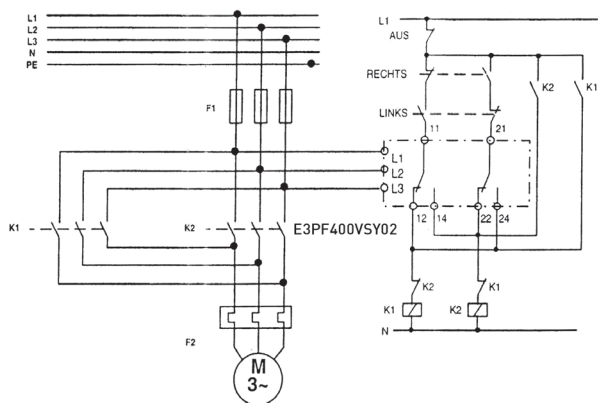 L1
L2
L3
N
PE
F1
K1
K2
E3PF400VSY02
F2
M
3~
L1
AUS
RECHTS
K2
K1
LINKS
11
21
L1
L2
L3
12
14
22
24
K2
K1
K1
K2
N